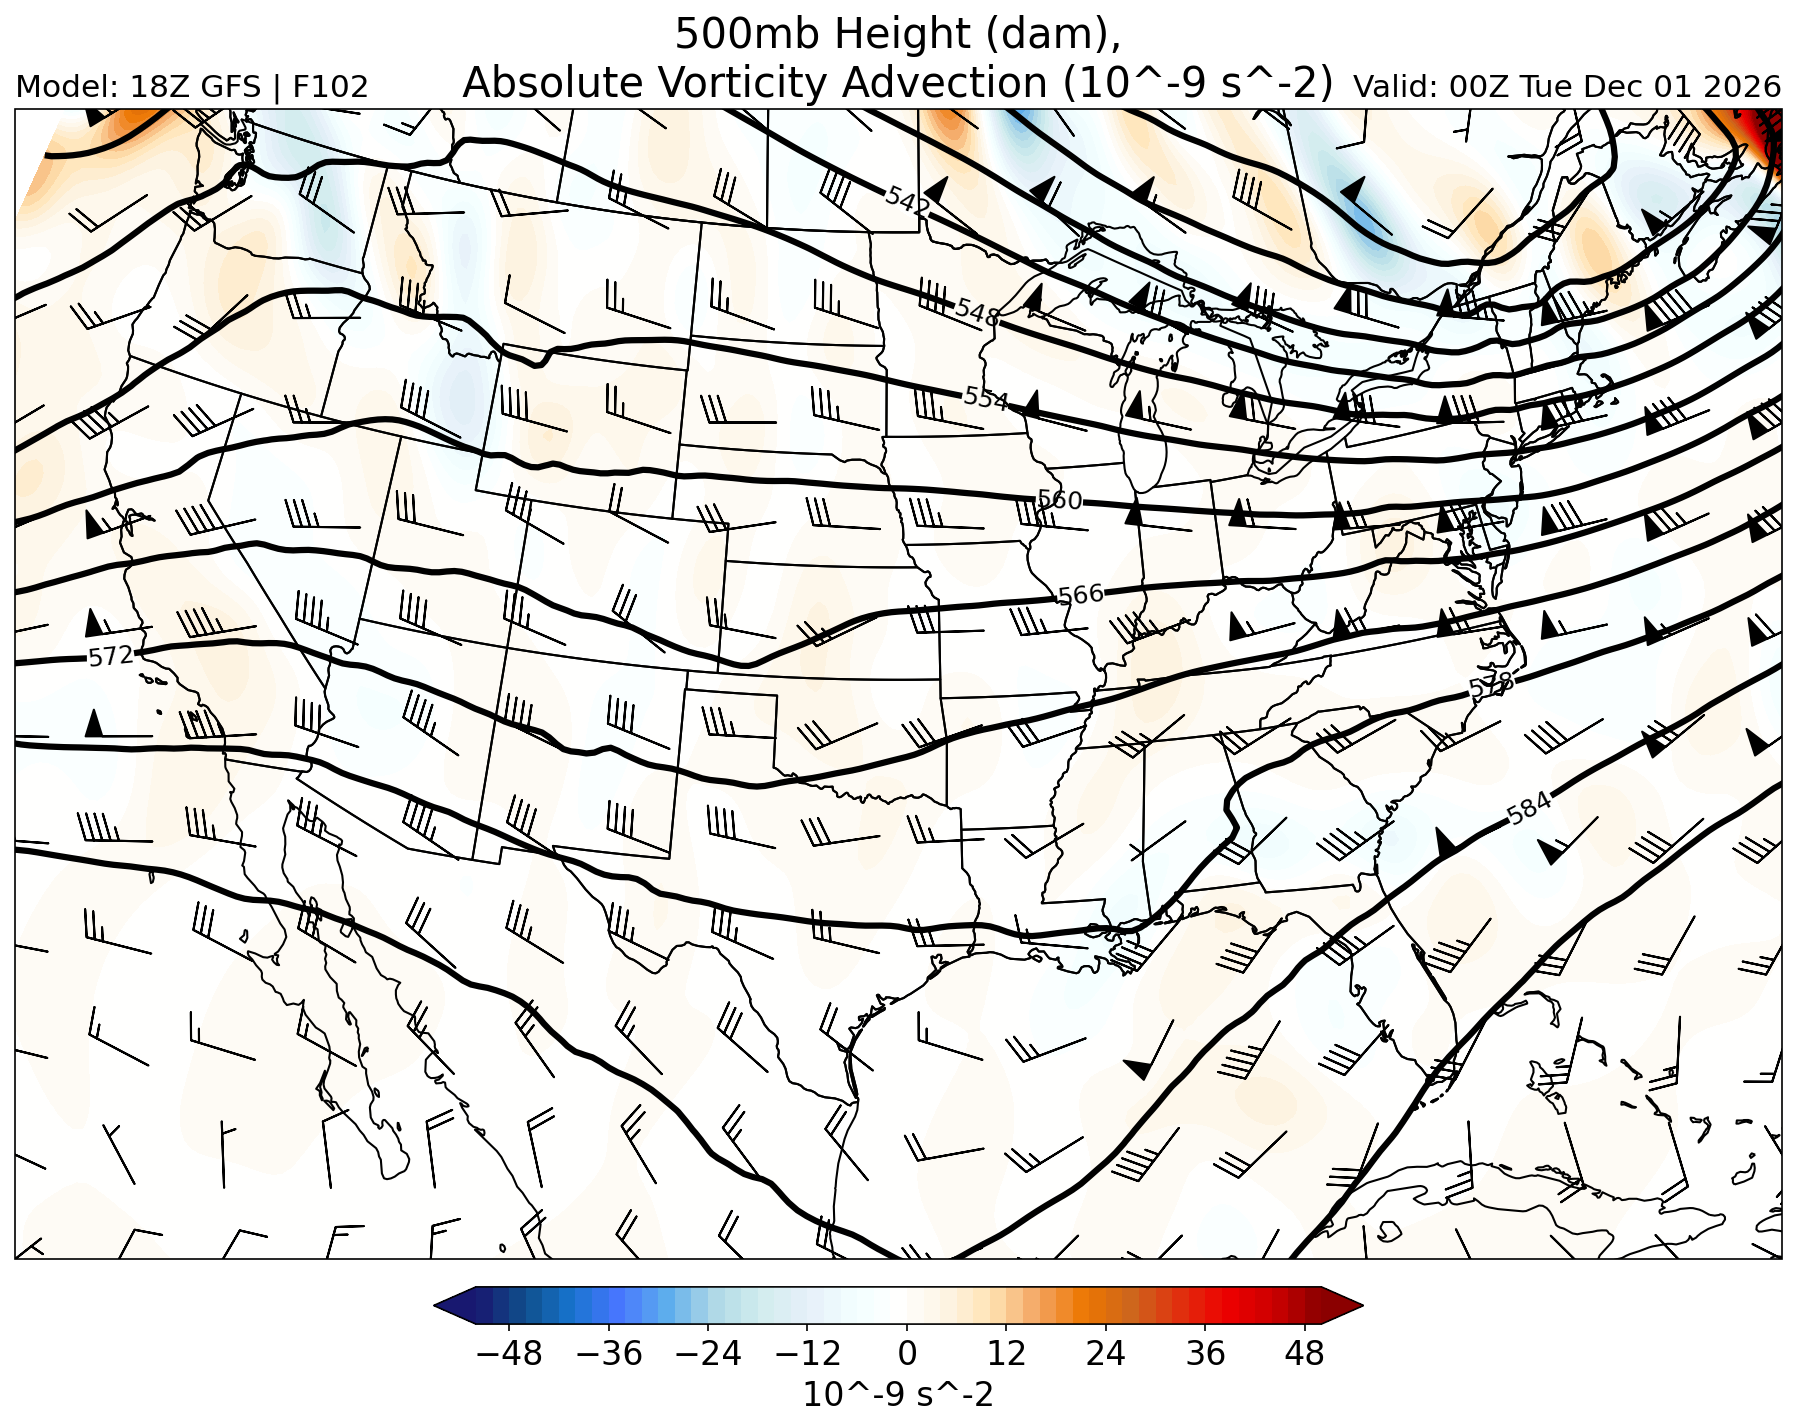 500mb Height (dam),
Model: 18Z GFS | F102
Absolute Vorticity Advection (10^-9 s^-2)
Valid: 00Z Tue Dec 01 2026
542
548
554
560
566
572
578
584
−48 −36 −24 −12 0 12 24 36 48
10^-9 s^-2